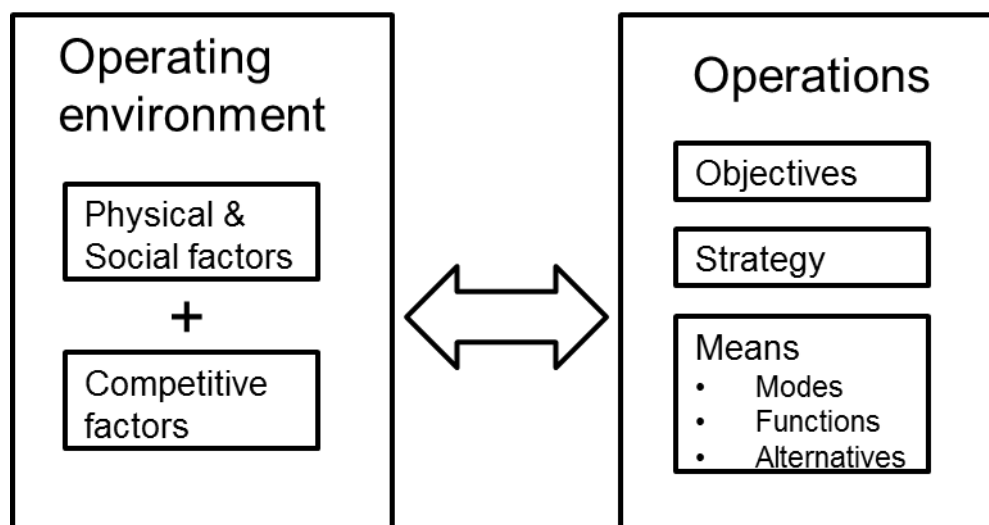 Operating
environment
Physical &
Social factors
+
Competitive
factors
Operations
Objectives
Strategy
Means
• Modes
• Functions
• Alternatives